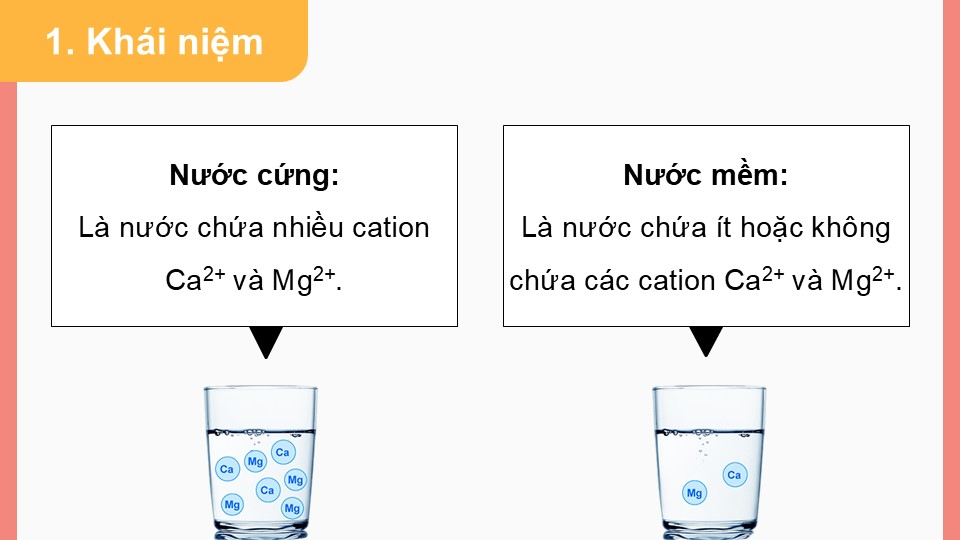 1. Khái niệm
Nước cứng:
Là nước chứa nhiều cation
Ca²⁺ và Mg²⁺.
Nước mềm:
Là nước chứa ít hoặc không
chứa các cation Ca²⁺ và Mg²⁺.
Ca
Mg
Ca
Mg
Ca
Mg
Mg
Ca
Mg